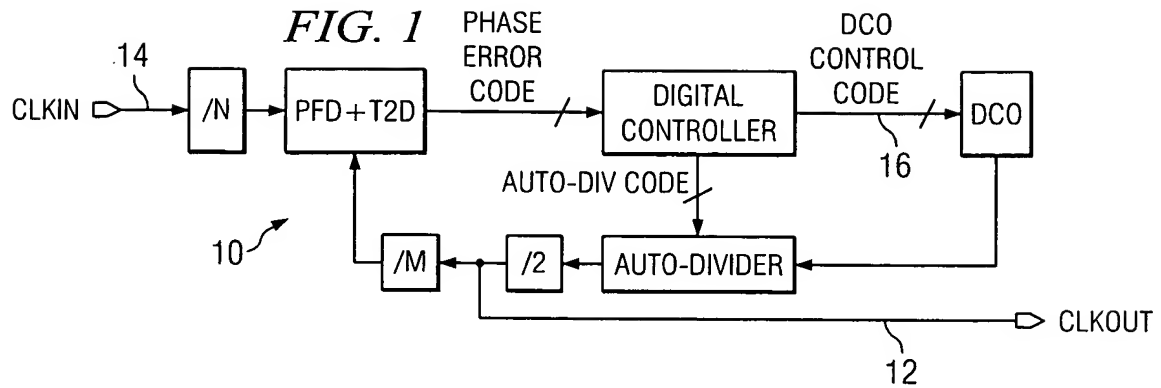 FIG. 1
PHASE
ERROR
CODE
DCO
CONTROL
CODE
14
CLKIN
/N
PFD+T2D
DIGITAL
CONTROLLER
DCO
16
AUTO-DIV CODE
10
/M
/2
AUTO-DIVIDER
CLKOUT
12